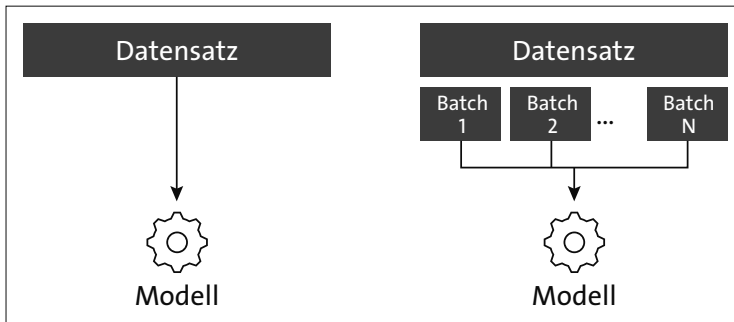 Datensatz
Modell
Datensatz
Batch
1
Batch
2
...
Batch
N
Modell